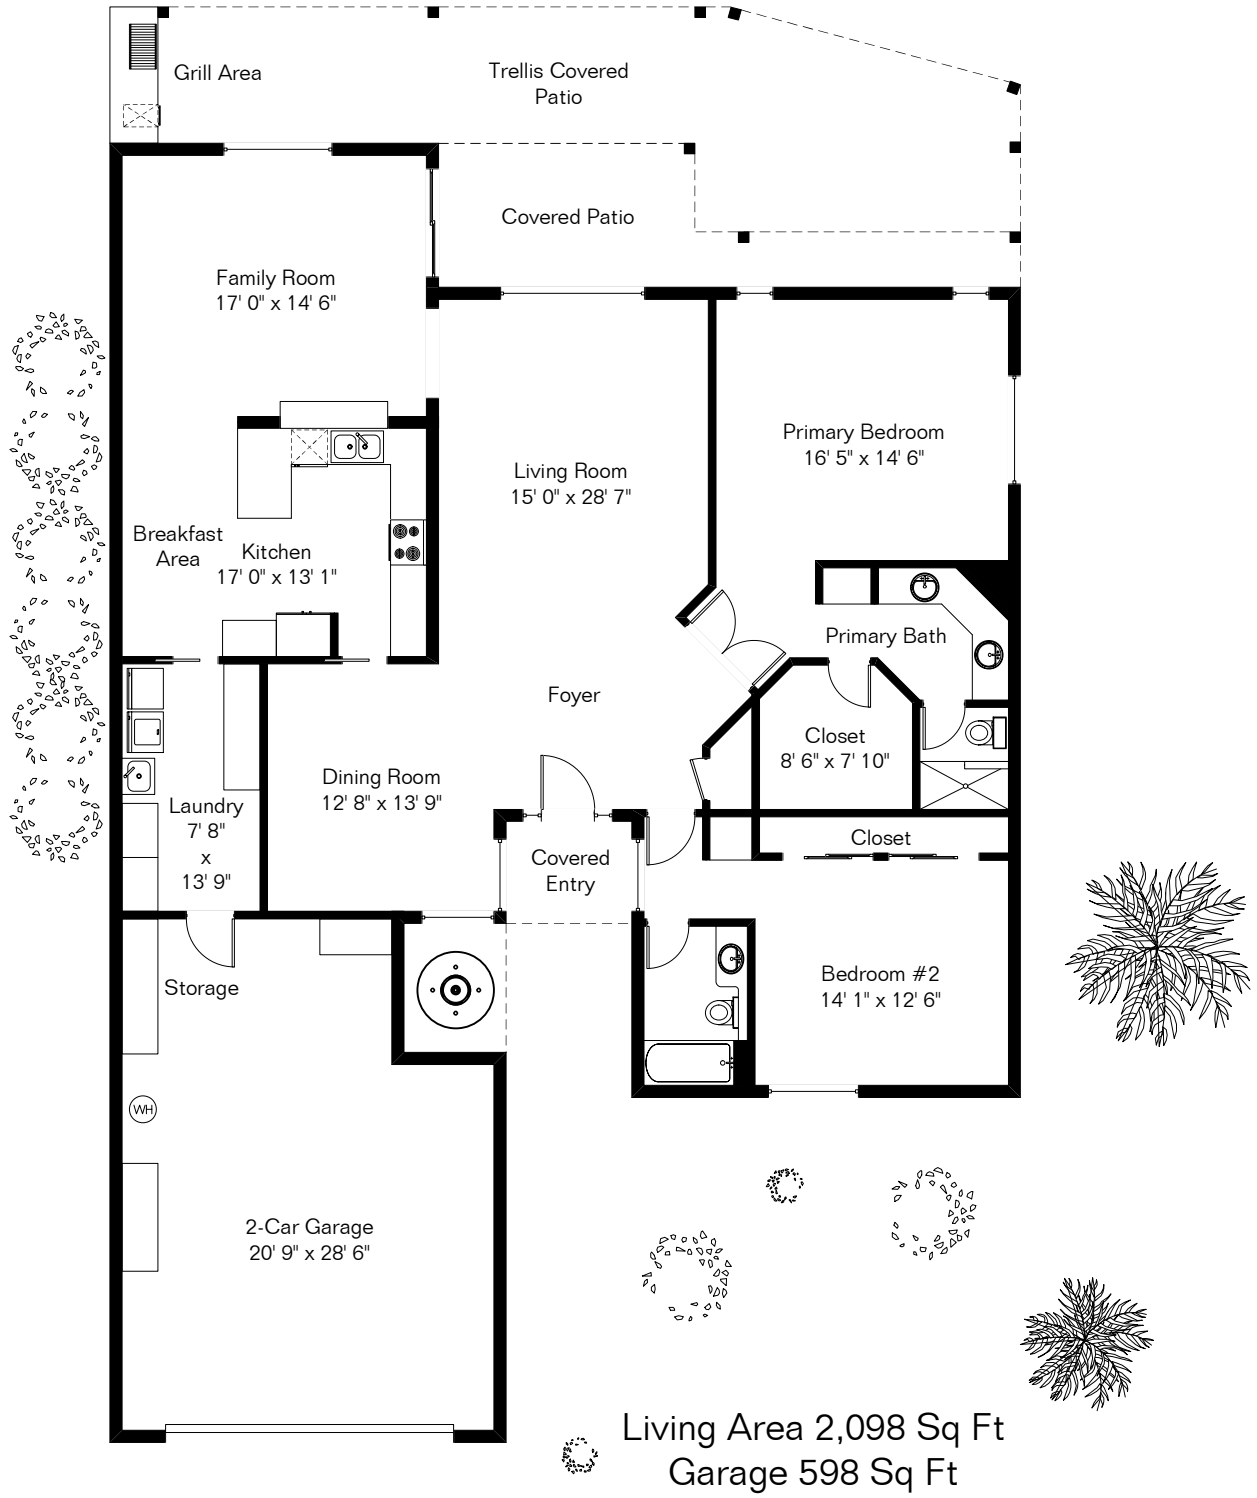 Grill Area
Trellis Covered
Patio
Covered Patio
Family Room
17' 0" x 14' 6"
Living Room
15' 0" x 28' 7"
Primary Bedroom
16' 5" x 14' 6"
Breakfast
Area
Kitchen
17' 0" x 13' 1"
Primary Bath
Foyer
Closet
8' 6" x 7' 10"
Dining Room
12' 8" x 13' 9"
Laundry
7' 8"
x
13' 9"
Covered
Entry
Closet
Storage
Bedroom #2
14' 1" x 12' 6"
WH
2-Car Garage
20' 9" x 28' 6"
Living Area 2,098 Sq Ft
Garage 598 Sq Ft